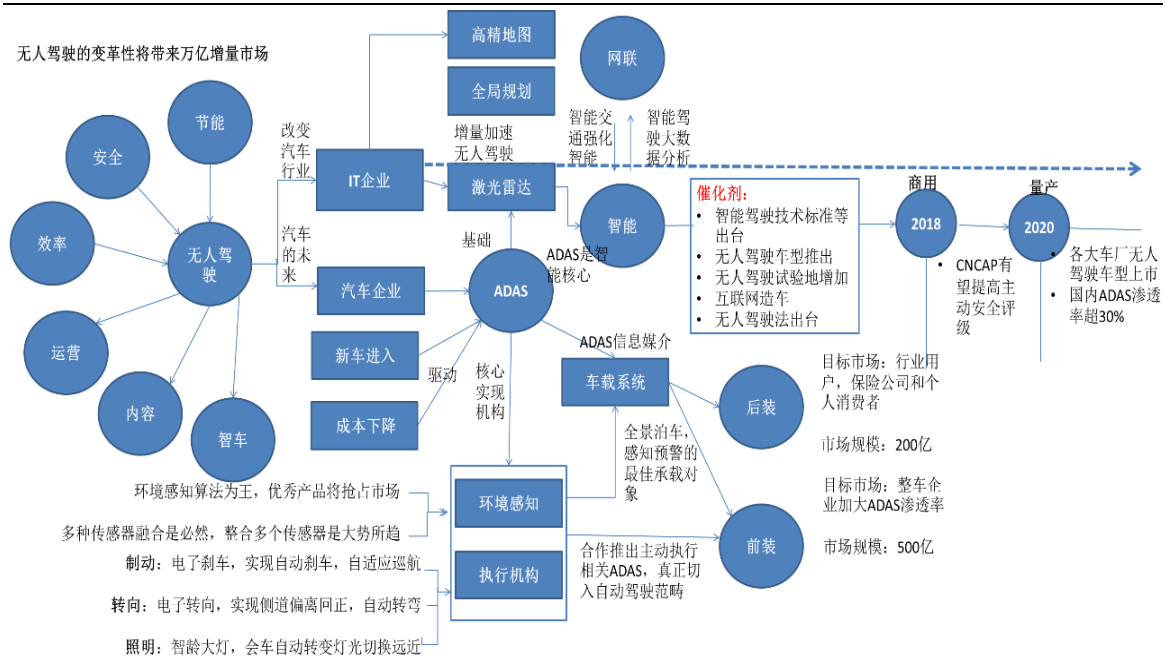 无人驾驶的变革性将带来万亿增量市场
节能
安全
效率
无人驾
驶
运营
内容
智车
改变
汽车
行业
汽车
的未
来
IT企业
汽车企业
新车进入
成本下降
驱动
高精地图
全局规划
增量加速
无人驾驶
激光雷达
基础
ADAS
ADAS是智
能核心
核心
实现
机构
网联
智能交
通强化
智能
智能驾
驶大数
据分析
智能
催化剂：
• 智能驾驶技术标准等
出台
• 无人驾驶车型推出
• 无人驾驶试验地增加
• 互联网造车
• 无人驾驶法出台
商用
2018
• CNCAP有
望提高主
动安全评
级
量产
2020
• 各大车厂无人
驾驶车型上市
• 国内ADAS渗透
率超30%
ADAS信息媒介
车载系统
全景泊车，
感知预警的
最佳承载对
象
后装
目标市场：行业用
户，保险公司和个
人消费者
市场规模：200亿
前装
目标市场：整车企
业加大ADAS渗透率
市场规模：500亿
环境感知
执行机构
合作推出主动执行
相关ADAS，真正切
入自动驾驶范畴
环境感知算法为王，优秀产品将抢占市场
多种传感器融合是必然，整合多个传感器是大势所趋
制动：电子刹车，实现自动刹车，自适应巡航
转向：电子转向，实现侧道偏离回正，自动转弯
照明：智龄大灯，会车自动转变灯光切换远近